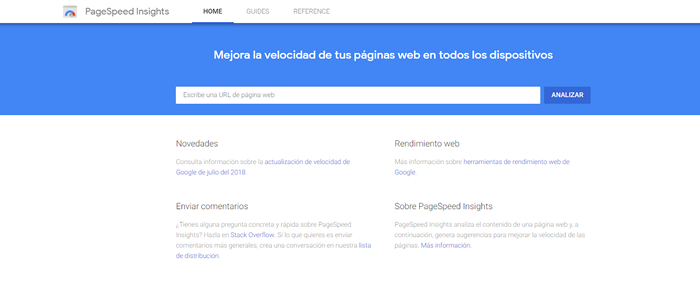 PageSpeed Insights HOME GUIDES REFERENCE
Mejora la velocidad de tus páginas web en todos los dispositivos
Escribe una URL de página web ANALIZAR
Novedades
Consulta información sobre la actualización de velocidad de
Google de julio del 2018.
Rendimiento web
Más información sobre herramientas de rendimiento web de
Google.
Enviar comentarios
¿Tienes alguna pregunta concreta y rápida sobre PageSpeed
Insights? Hazla en Stack Overflow. Si lo que quieres es enviar
comentarios más generales, crea una conversación en nuestra lista
de distribución.
Sobre PageSpeed Insights
PageSpeed Insights analiza el contenido de una página web y, a
continuación, genera sugerencias para mejorar la velocidad de las
páginas. Más información.